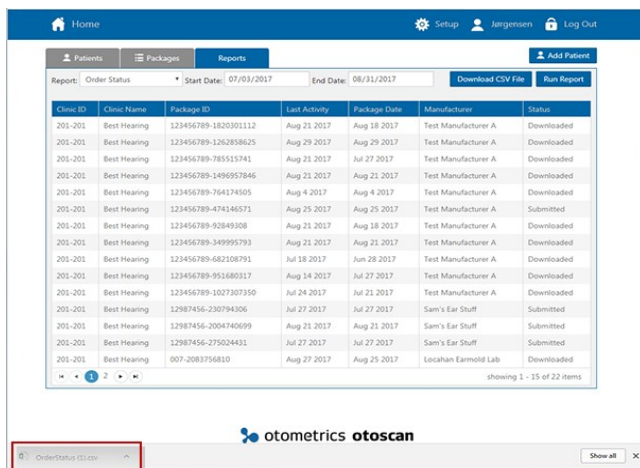 Home Setup Jørgensen Log Out
Patients Packages Reports Add Patient
Report: Order Status Start Date: 07/03/2017 End Date: 08/31/2017 Download CSV File Run Report
Clinic ID Clinic Name Package ID Last Activity Package Date Manufacturer Status
201-201 Best Hearing 123456789-1820301112 Aug 21 2017 Aug 18 2017 Test Manufacturer A Downloaded
201-201 Best Hearing 123456789-1262858625 Aug 29 2017 Aug 29 2017 Test Manufacturer A Downloaded
201-201 Best Hearing 123456789-785515741 Aug 21 2017 Jul 27 2017 Test Manufacturer A Downloaded
201-201 Best Hearing 123456789-1496957846 Aug 21 2017 Aug 21 2017 Test Manufacturer A Downloaded
201-201 Best Hearing 123456789-764174505 Aug 4 2017 Aug 4 2017 Test Manufacturer A Downloaded
201-201 Best Hearing 123456789-474146571 Aug 25 2017 Aug 25 2017 Test Manufacturer A Submitted
201-201 Best Hearing 123456789-92849308 Aug 21 2017 Aug 18 2017 Test Manufacturer A Downloaded
201-201 Best Hearing 123456789-349995793 Aug 21 2017 Aug 21 2017 Test Manufacturer A Downloaded
201-201 Best Hearing 123456789-682108791 Jul 18 2017 Jun 28 2017 Test Manufacturer A Downloaded
201-201 Best Hearing 123456789-951680317 Aug 14 2017 Jul 27 2017 Test Manufacturer A Downloaded
201-201 Best Hearing 123456789-1027307350 Jul 24 2017 Jul 21 2017 Test Manufacturer A Downloaded
201-201 Best Hearing 12987456-230794306 Jul 27 2017 Jul 27 2017 Sam's Ear Stuff Submitted
201-201 Best Hearing 12987456-2004740699 Aug 21 2017 Aug 21 2017 Sam's Ear Stuff Submitted
201-201 Best Hearing 12987456-275024431 Jul 27 2017 Jul 27 2017 Sam's Ear Stuff Submitted
201-201 Best Hearing 007-2083756810 Aug 27 2017 Aug 25 2017 Locahan Earmold Lab Downloaded
1 2 showing 1 - 15 of 22 items
otometrics otoscan
OrderStatus (1).csv Show all